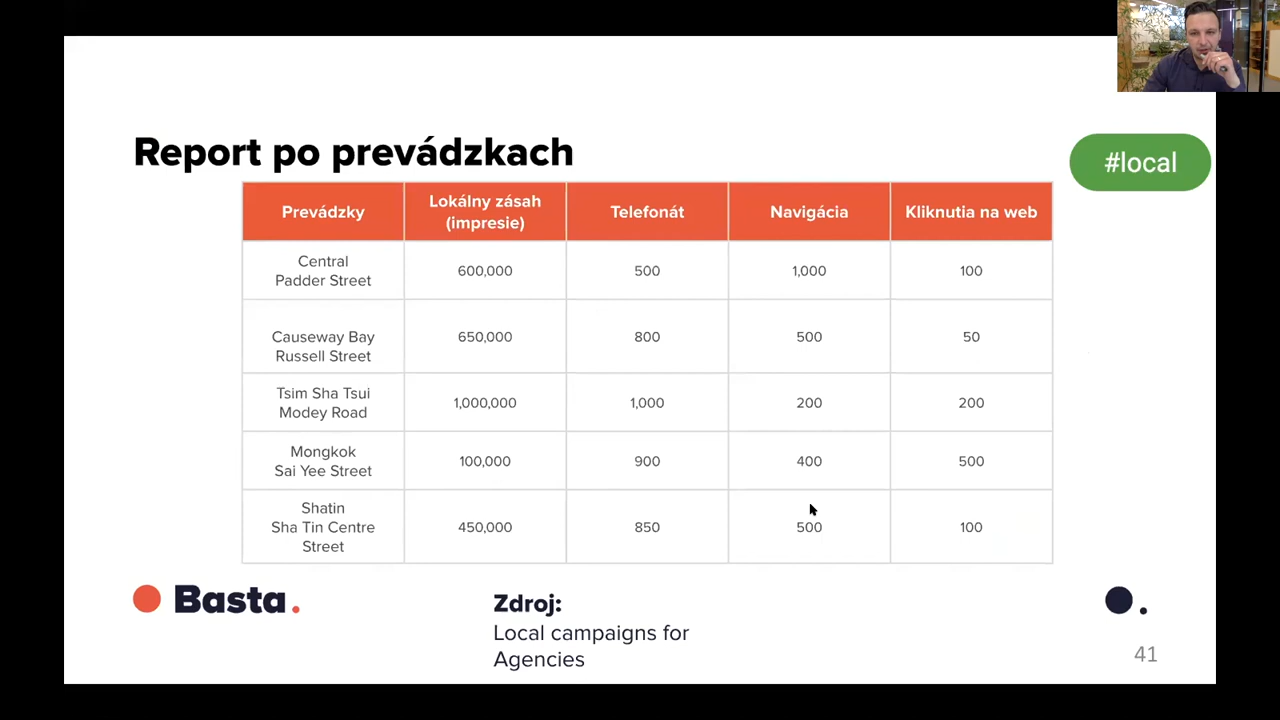 Report po prevádzkach
#local
Prevádzky
Lokálny zásah
(impresie)
Telefonát
Navigácia
Kliknutia na web
Central
Padder Street
600,000
500
1,000
100
Causeway Bay
Russell Street
650,000
800
500
50
Tsim Sha Tsui
Modey Road
1,000,000
1,000
200
200
Mongkok
Sai Yee Street
100,000
900
400
500
Shatin
Sha Tin Centre
Street
450,000
850
500
100
Basta.
Zdroj:
Local campaigns for
Agencies
41